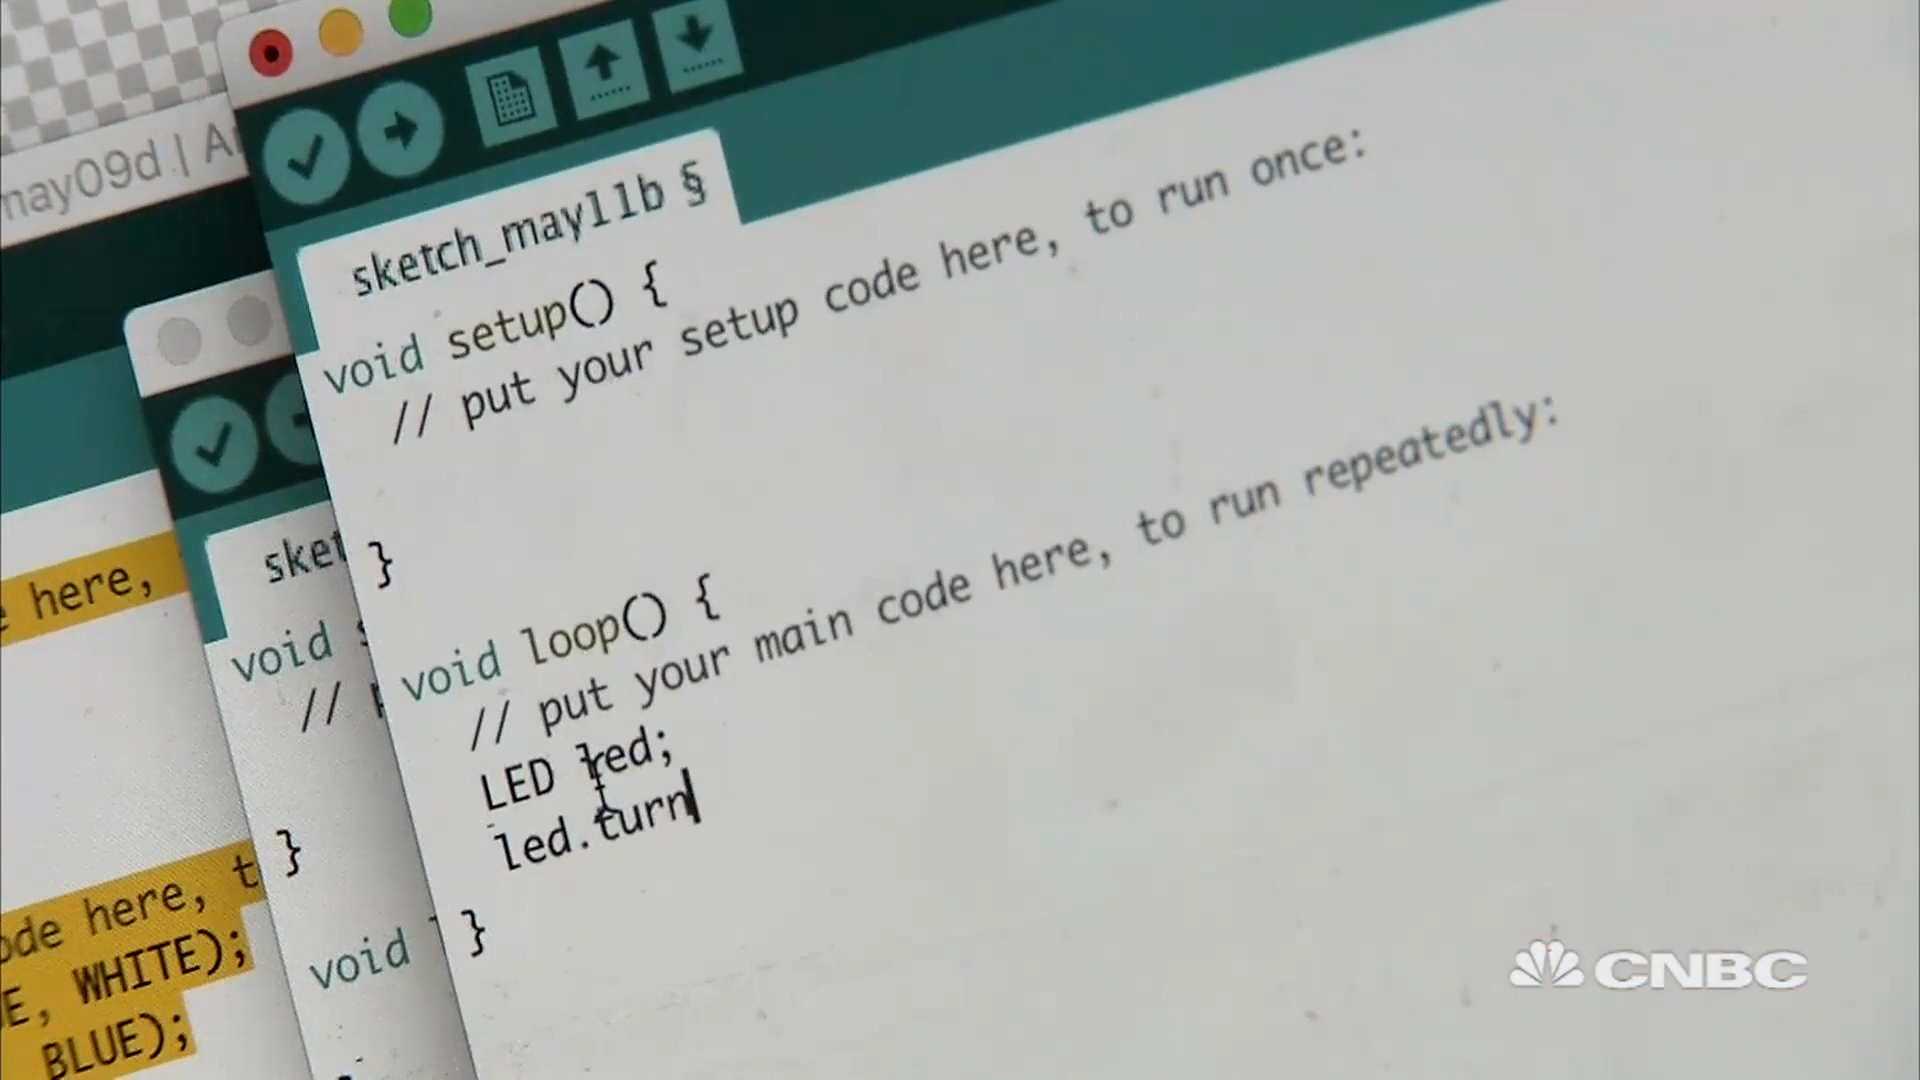 may09d | A
sketch_may11b §
void setup() {
// put your setup code here, to run once:
}
void loop() {
// put your main code here, to run repeatedly:
LED led;
led.turn
}
sket
void s
//
}
void
here,
ode here, t
E, WHITE);
BLUE);
CNBC